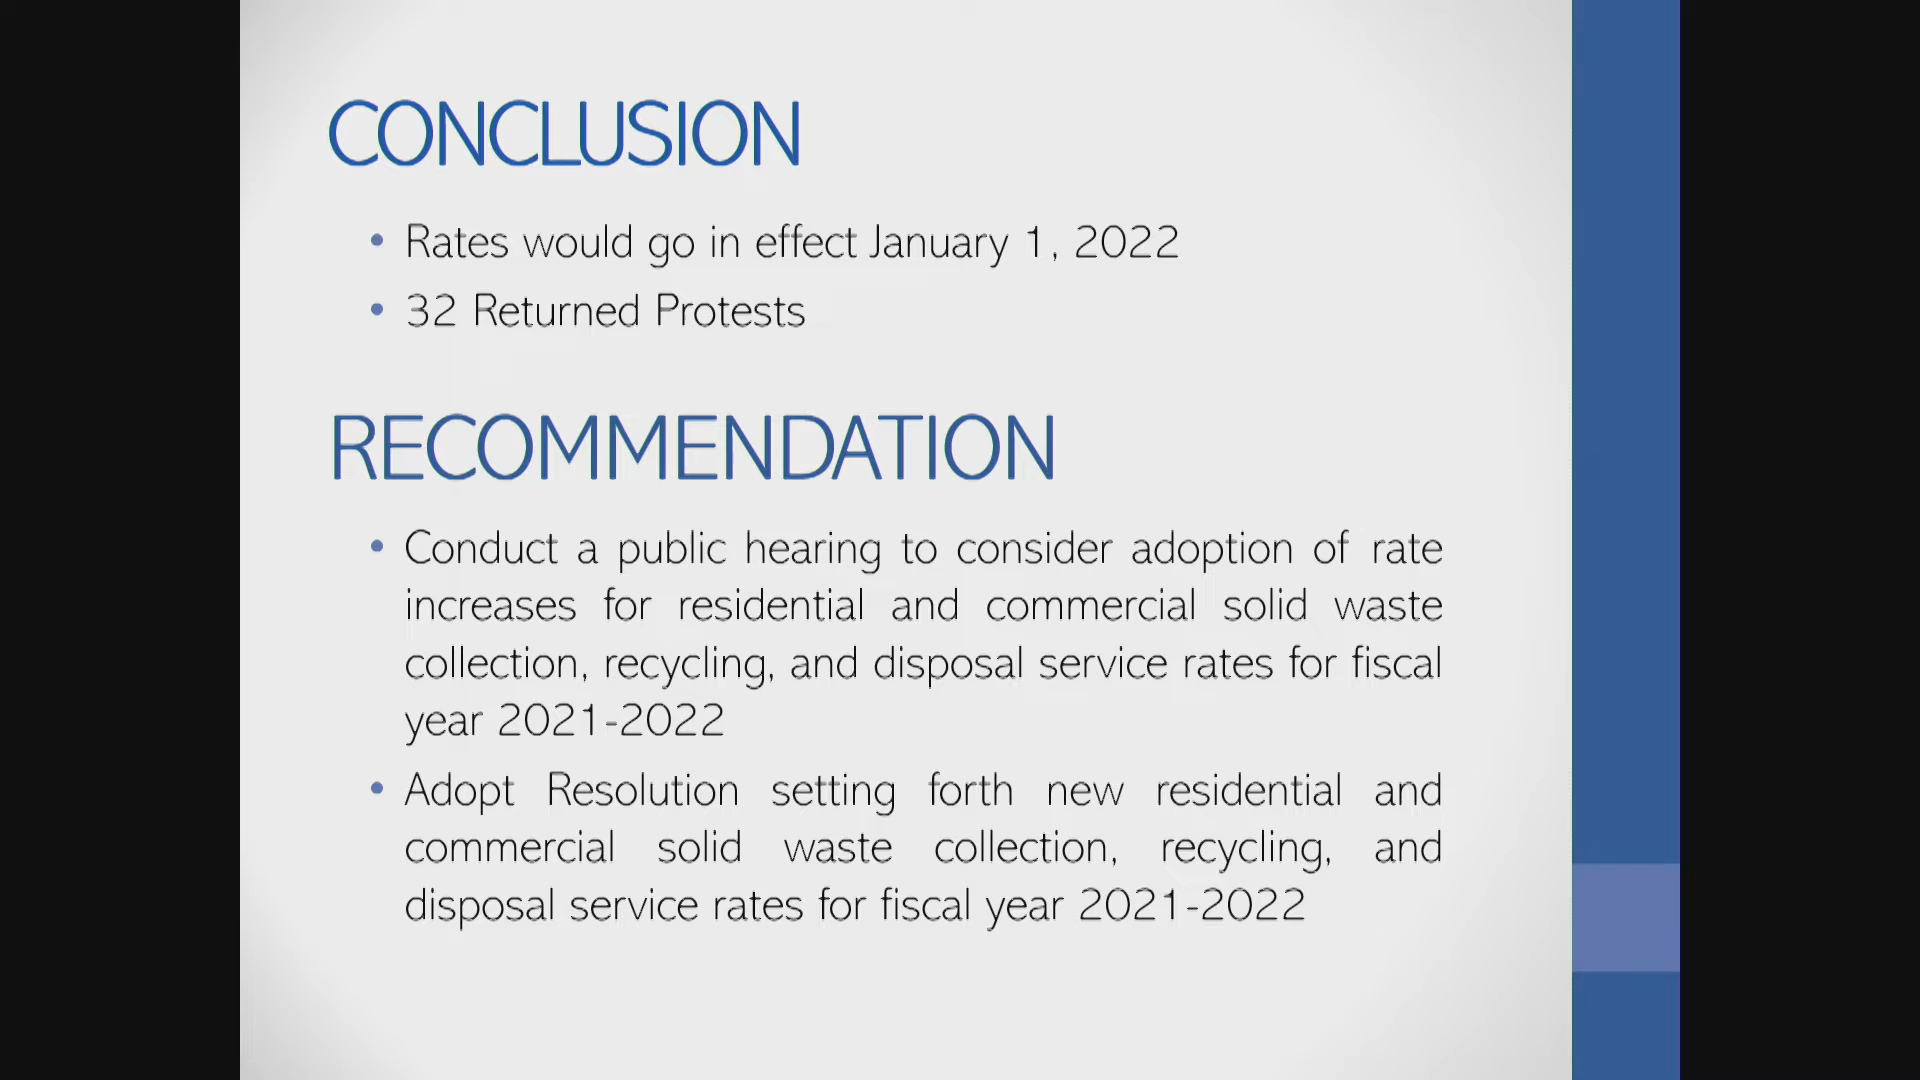 CONCLUSION
• Rates would go in effect January 1, 2022
• 32 Returned Protests
RECOMMENDATION
• Conduct a public hearing to consider adoption of rate
increases for residential and commercial solid waste
collection, recycling, and disposal service rates for fiscal
year 2021-2022
• Adopt Resolution setting forth new residential and
commercial solid waste collection, recycling, and
disposal service rates for fiscal year 2021-2022